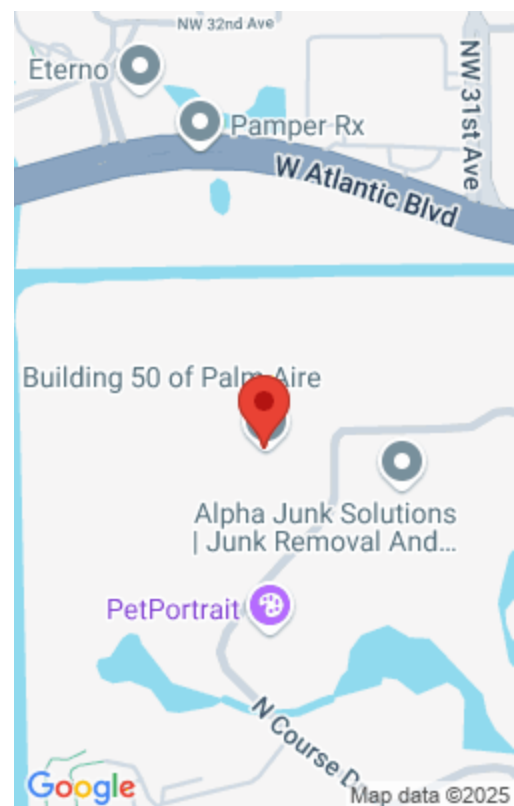 NW 32nd Ave
Eterno
NW 31st Ave
Pamper Rx
W Atlantic Blvd
Building 50 of Palm-Aire
Alpha Junk Solutions
| Junk Removal And...
PetPortrait
N Course D
Google
Map data ©2025